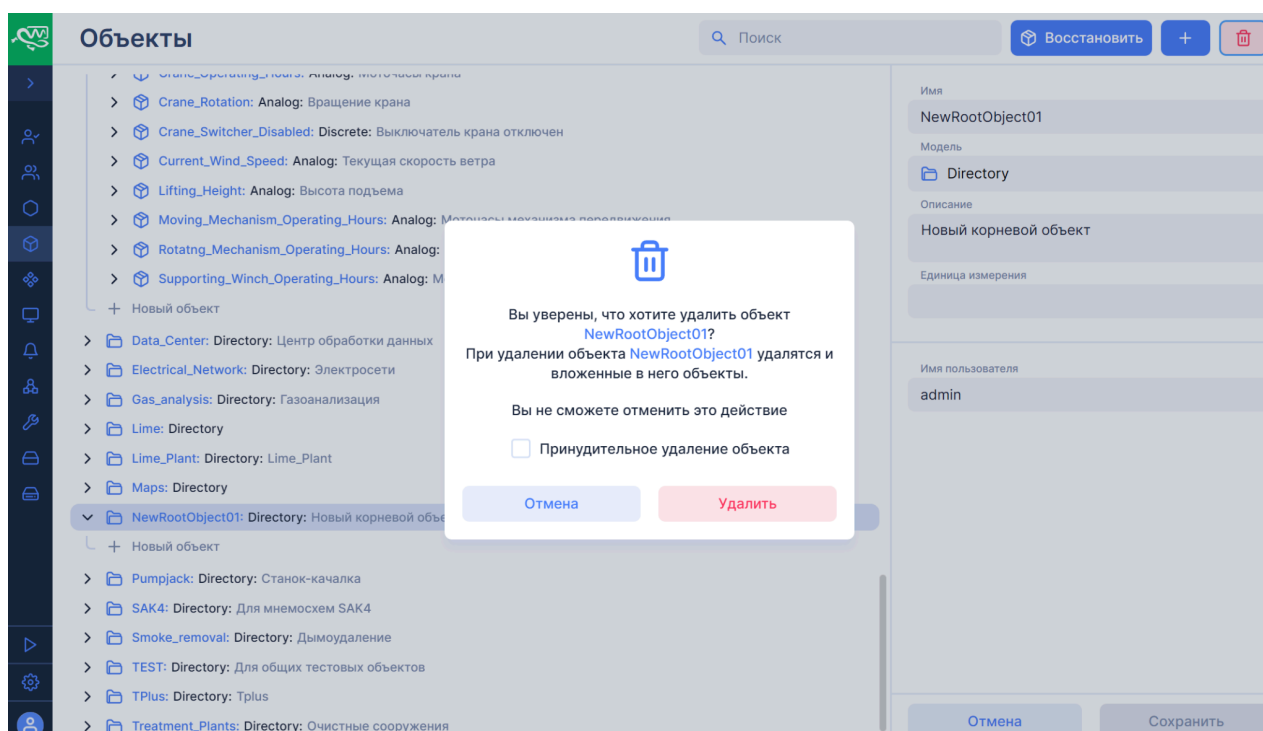 Объекты
Поиск
Восстановить
+
Crane_Operating_Hours: Analog: Моточасы крана
Crane_Rotation: Analog: Вращение крана
Crane_Switcher_Disabled: Discrete: Выключатель крана отключен
Current_Wind_Speed: Analog: Текущая скорость ветра
Lifting_Height: Analog: Высота подъема
Moving_Mechanism_Operating_Hours: Analog: Моточасы механизма передвижения
Rotatng_Mechanism_Operating_Hours: Analog:
Supporting_Winch_Operating_Hours: Analog: М
+ Новый объект
Data_Center: Directory: Центр обработки данных
Electrical_Network: Directory: Электросети
Gas_analysis: Directory: Газоанализация
Lime: Directory
Lime_Plant: Directory: Lime_Plant
Maps: Directory
NewRootObject01: Directory: Новый корневой объе
+ Новый объект
Pumpjack: Directory: Станок-качалка
SAK4: Directory: Для мнемосхем SAK4
Smoke_removal: Directory: Дымоудаление
TEST: Directory: Для общих тестовых объектов
TPlus: Directory: Tplus
Treatment_Plants: Directory: Очистные сооружения
Вы уверены, что хотите удалить объект
NewRootObject01?
При удалении объекта NewRootObject01 удалятся и
вложенные в него объекты.
Вы не сможете отменить это действие
Принудительное удаление объекта
Отмена
Удалить
Имя
NewRootObject01
Модель
Directory
Описание
Новый корневой объект
Единица измерения
Имя пользователя
admin
Отмена
Сохранить